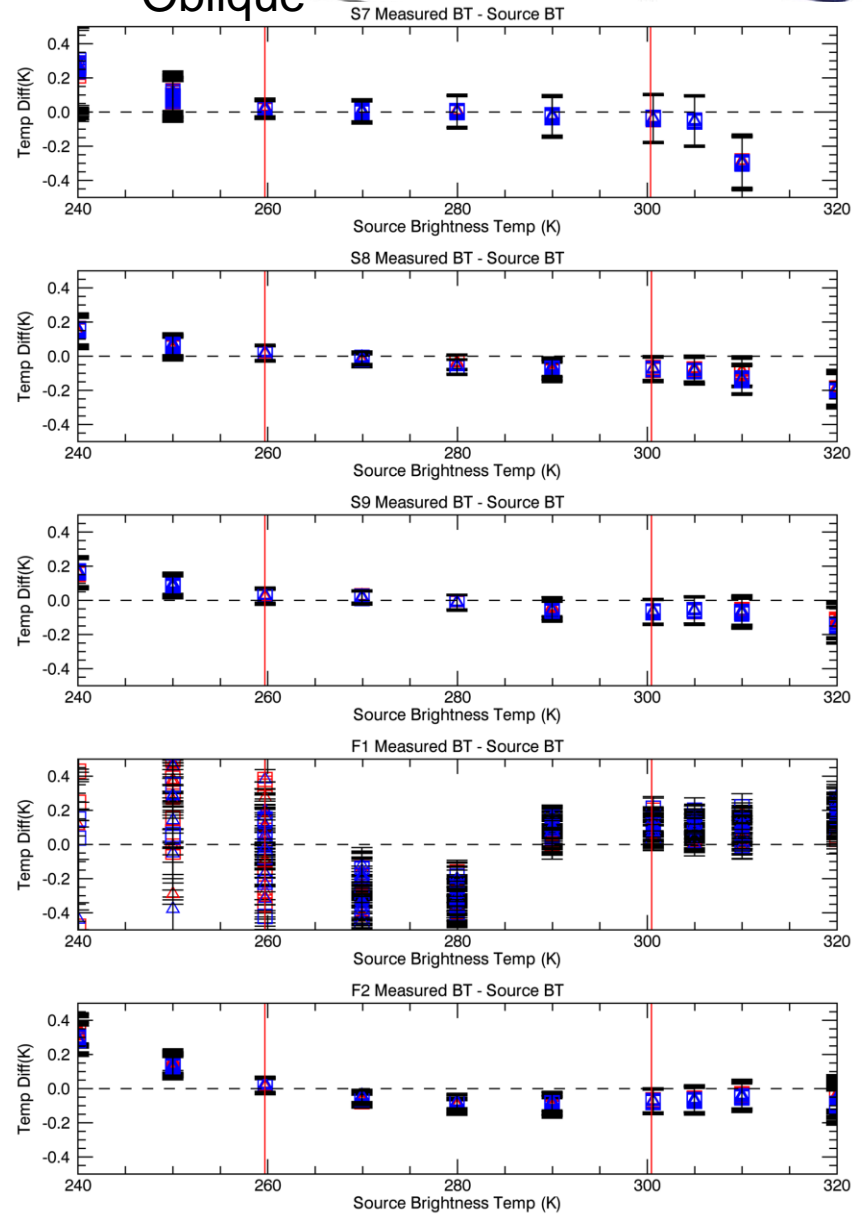 Oblique
S7 Measured BT - Source BT
0.4
0.2
0.0
-0.2
-0.4
Temp Diff(K)
240 260 280 300 320
Source Brightness Temp (K)
S8 Measured BT - Source BT
0.4
0.2
0.0
-0.2
-0.4
Temp Diff(K)
240 260 280 300 320
Source Brightness Temp (K)
S9 Measured BT - Source BT
0.4
0.2
0.0
-0.2
-0.4
Temp Diff(K)
240 260 280 300 320
Source Brightness Temp (K)
F1 Measured BT - Source BT
0.4
0.2
0.0
-0.2
-0.4
Temp Diff(K)
240 260 280 300 320
Source Brightness Temp (K)
F2 Measured BT - Source BT
0.4
0.2
0.0
-0.2
-0.4
Temp Diff(K)
240 260 280 300 320
Source Brightness Temp (K)